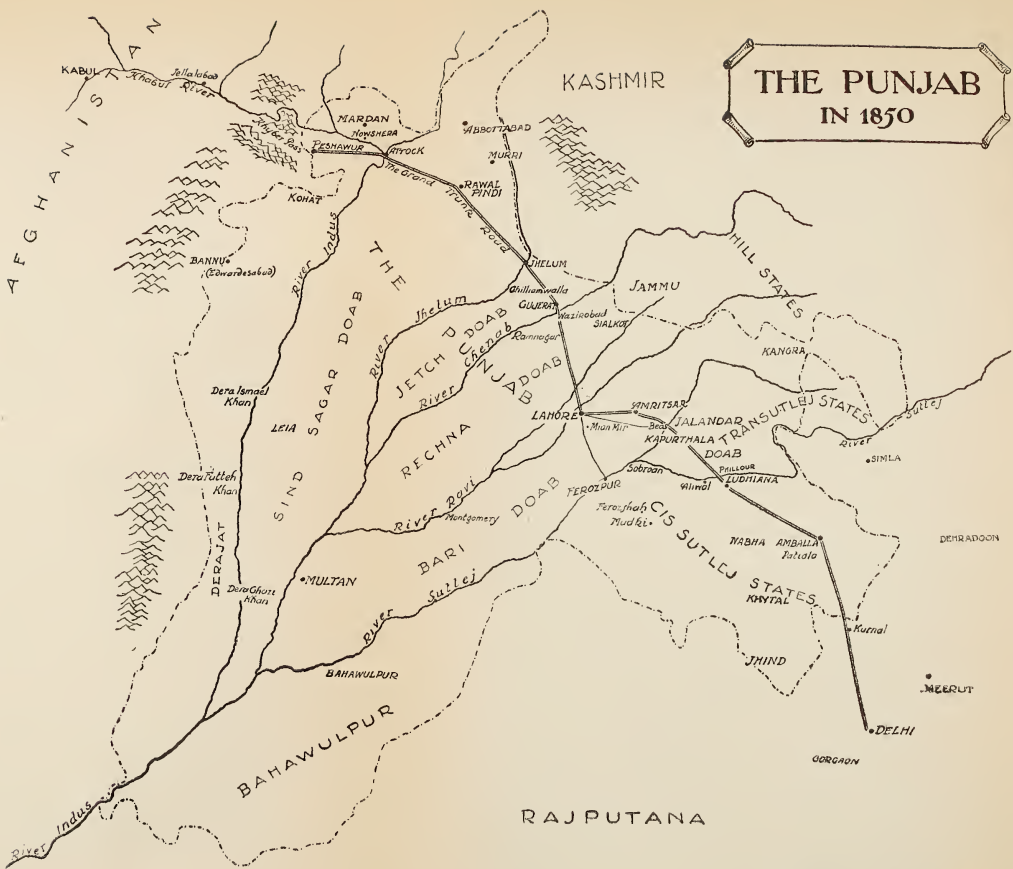 THE PUNJAB
IN 1850
AFGHANISTAN
KABUL
Jellalabad
Khabul River
Khyber Pass
KASHMIR
MARDAN
NOWSHERA
PESHAWUR
ATTOCK
ABBOTTABAD
MURRI
The Grand Trunk Road
RAWAL
PINDI
KOHAT
BANNU
(Edwardesabad)
River Indus
THE PUNJAB
JHELUM
Chillianwalla
GUJERAT
Wazirabad
SIALKOT
Ramnagar
JAMMU
HILL STATES
KANGRA
River Jhelum
JETCH DOAB
River Chenab
SIND SAGAR DOAB
Dera Ismael
Khan
LEIA
RECHNA DOAB
LAHORE
AMRITSAR
Mian Mir
Beas
JALANDAR
KAPURTHALA
DOAB
TRANSUTLEJ STATES
River Sutlej
SIMLA
Sobraon
PHILLOUR
LUDHIANA
Aliwal
FEROZPUR
Ferozshah
Mudki
CIS SUTLEJ STATES
Dera Futteh
Khan
River Ravi
Montgomery
BARI DOAB
NABHA
AMBALLA
Patiala
DEHRADOON
DERAJAT
MULTAN
Dera Ghazi
Khan
River Sutlej
KHYTAL
Kurnal
JHIND
BAHAWULPUR
MEERUT
DELHI
GORGAON
BAHAWULPUR
RAJPUTANA
River Indus